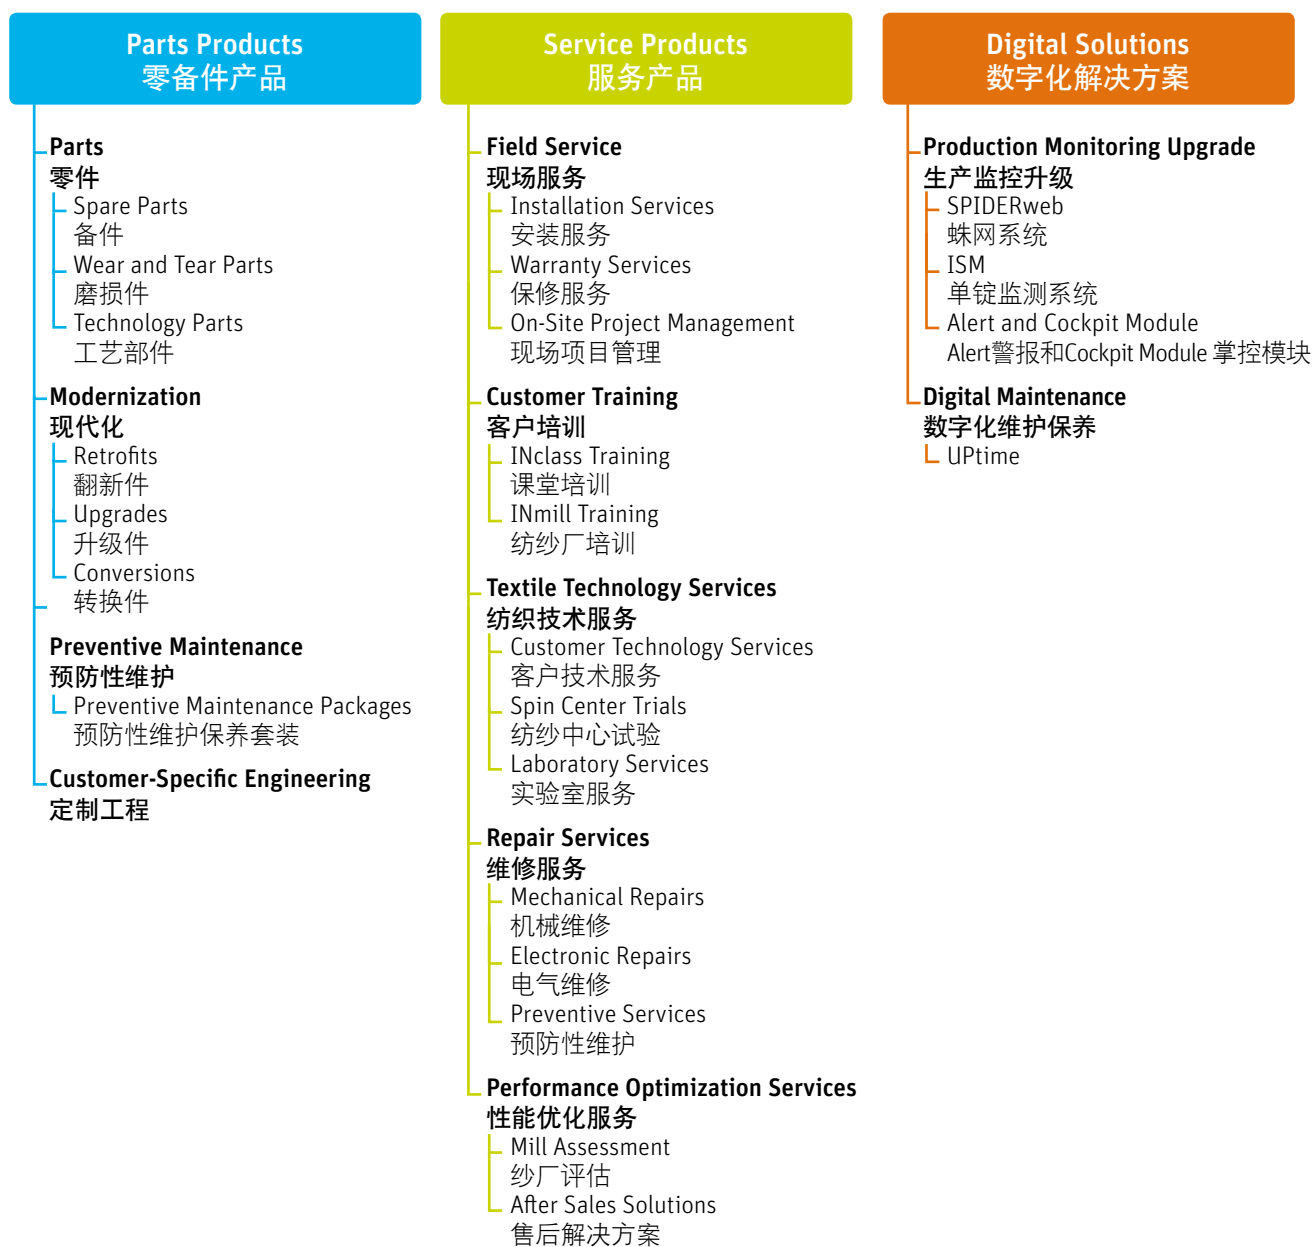 Parts Products
零备件产品
Parts
零件
Spare Parts
备件
Wear and Tear Parts
磨损件
Technology Parts
工艺部件
Modernization
现代化
Retrofits
翻新件
Upgrades
升级件
Conversions
转换件
Preventive Maintenance
预防性维护
Preventive Maintenance Packages
预防性维护保养套装
Customer-Specific Engineering
定制工程
Service Products
服务产品
Field Service
现场服务
Installation Services
安装服务
Warranty Services
保修服务
On-Site Project Management
现场项目管理
Customer Training
客户培训
INclass Training
课堂培训
INmill Training
纺纱厂培训
Textile Technology Services
纺织技术服务
Customer Technology Services
客户技术服务
Spin Center Trials
纺纱中心试验
Laboratory Services
实验室服务
Repair Services
维修服务
Mechanical Repairs
机械维修
Electronic Repairs
电气维修
Preventive Services
预防性维护
Performance Optimization Services
性能优化服务
Mill Assessment
纱厂评估
After Sales Solutions
售后解决方案
Digital Solutions
数字化解决方案
Production Monitoring Upgrade
生产监控升级
SPIDERweb
蛛网系统
ISM
单锭监测系统
Alert and Cockpit Module
Alert警报和Cockpit Module 掌控模块
Digital Maintenance
数字化维护保养
UPtime